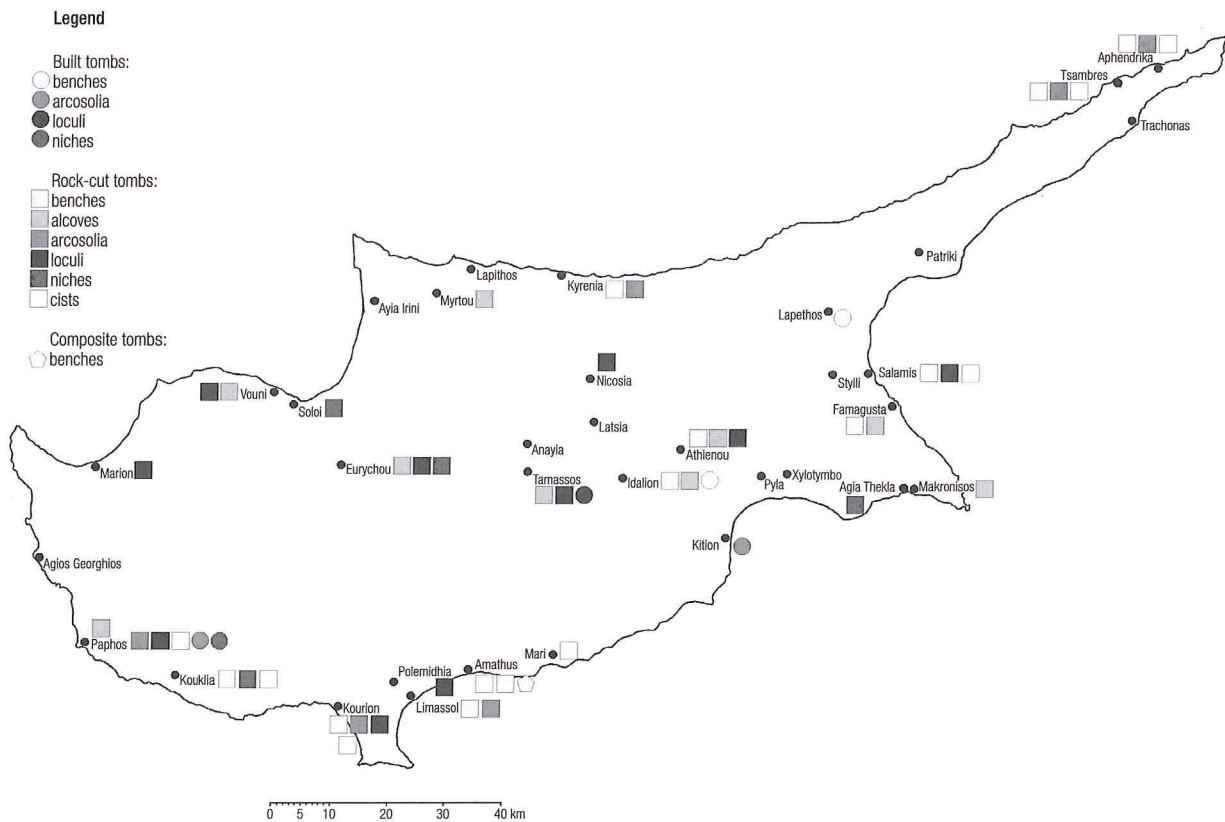 Legend
Built tombs:
benches
arcosolia
loculi
niches
Rock-cut tombs:
benches
alcoves
arcosolia
loculi
niches
cists
Composite tombs:
benches
Aphendrika
Tsambres
Trachonas
Patriki
Lapithos
Kyrenia
Myrtou
Ayia Irini
Lapethos
Nicosia
Styili
Salamis
Vouni
Soloi
Famagusta
Latsia
Anayia
Athienou
Marion
Eurychou
Tamassos
Idalion
Pyla
Xylotymbo
Agia Thekla
Makronisos
Kition
Agios Georghios
Paphos
Mari
Amathus
Polemidhia
Kouklia
Limassol
Kourion
0 5 10 20 30 40 km